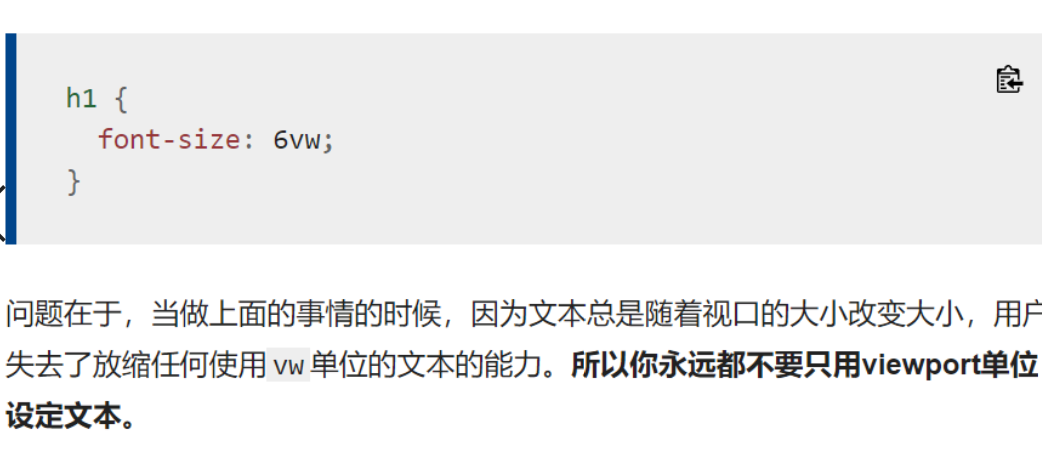 h1 {
  font-size: 6vw;
}
问题在于，当做上面的事情的时候，因为文本总是随着视口的大小改变大小，用户
失去了放缩任何使用 vw 单位的文本的能力。所以你永远都不要只用viewport单位
设定文本。